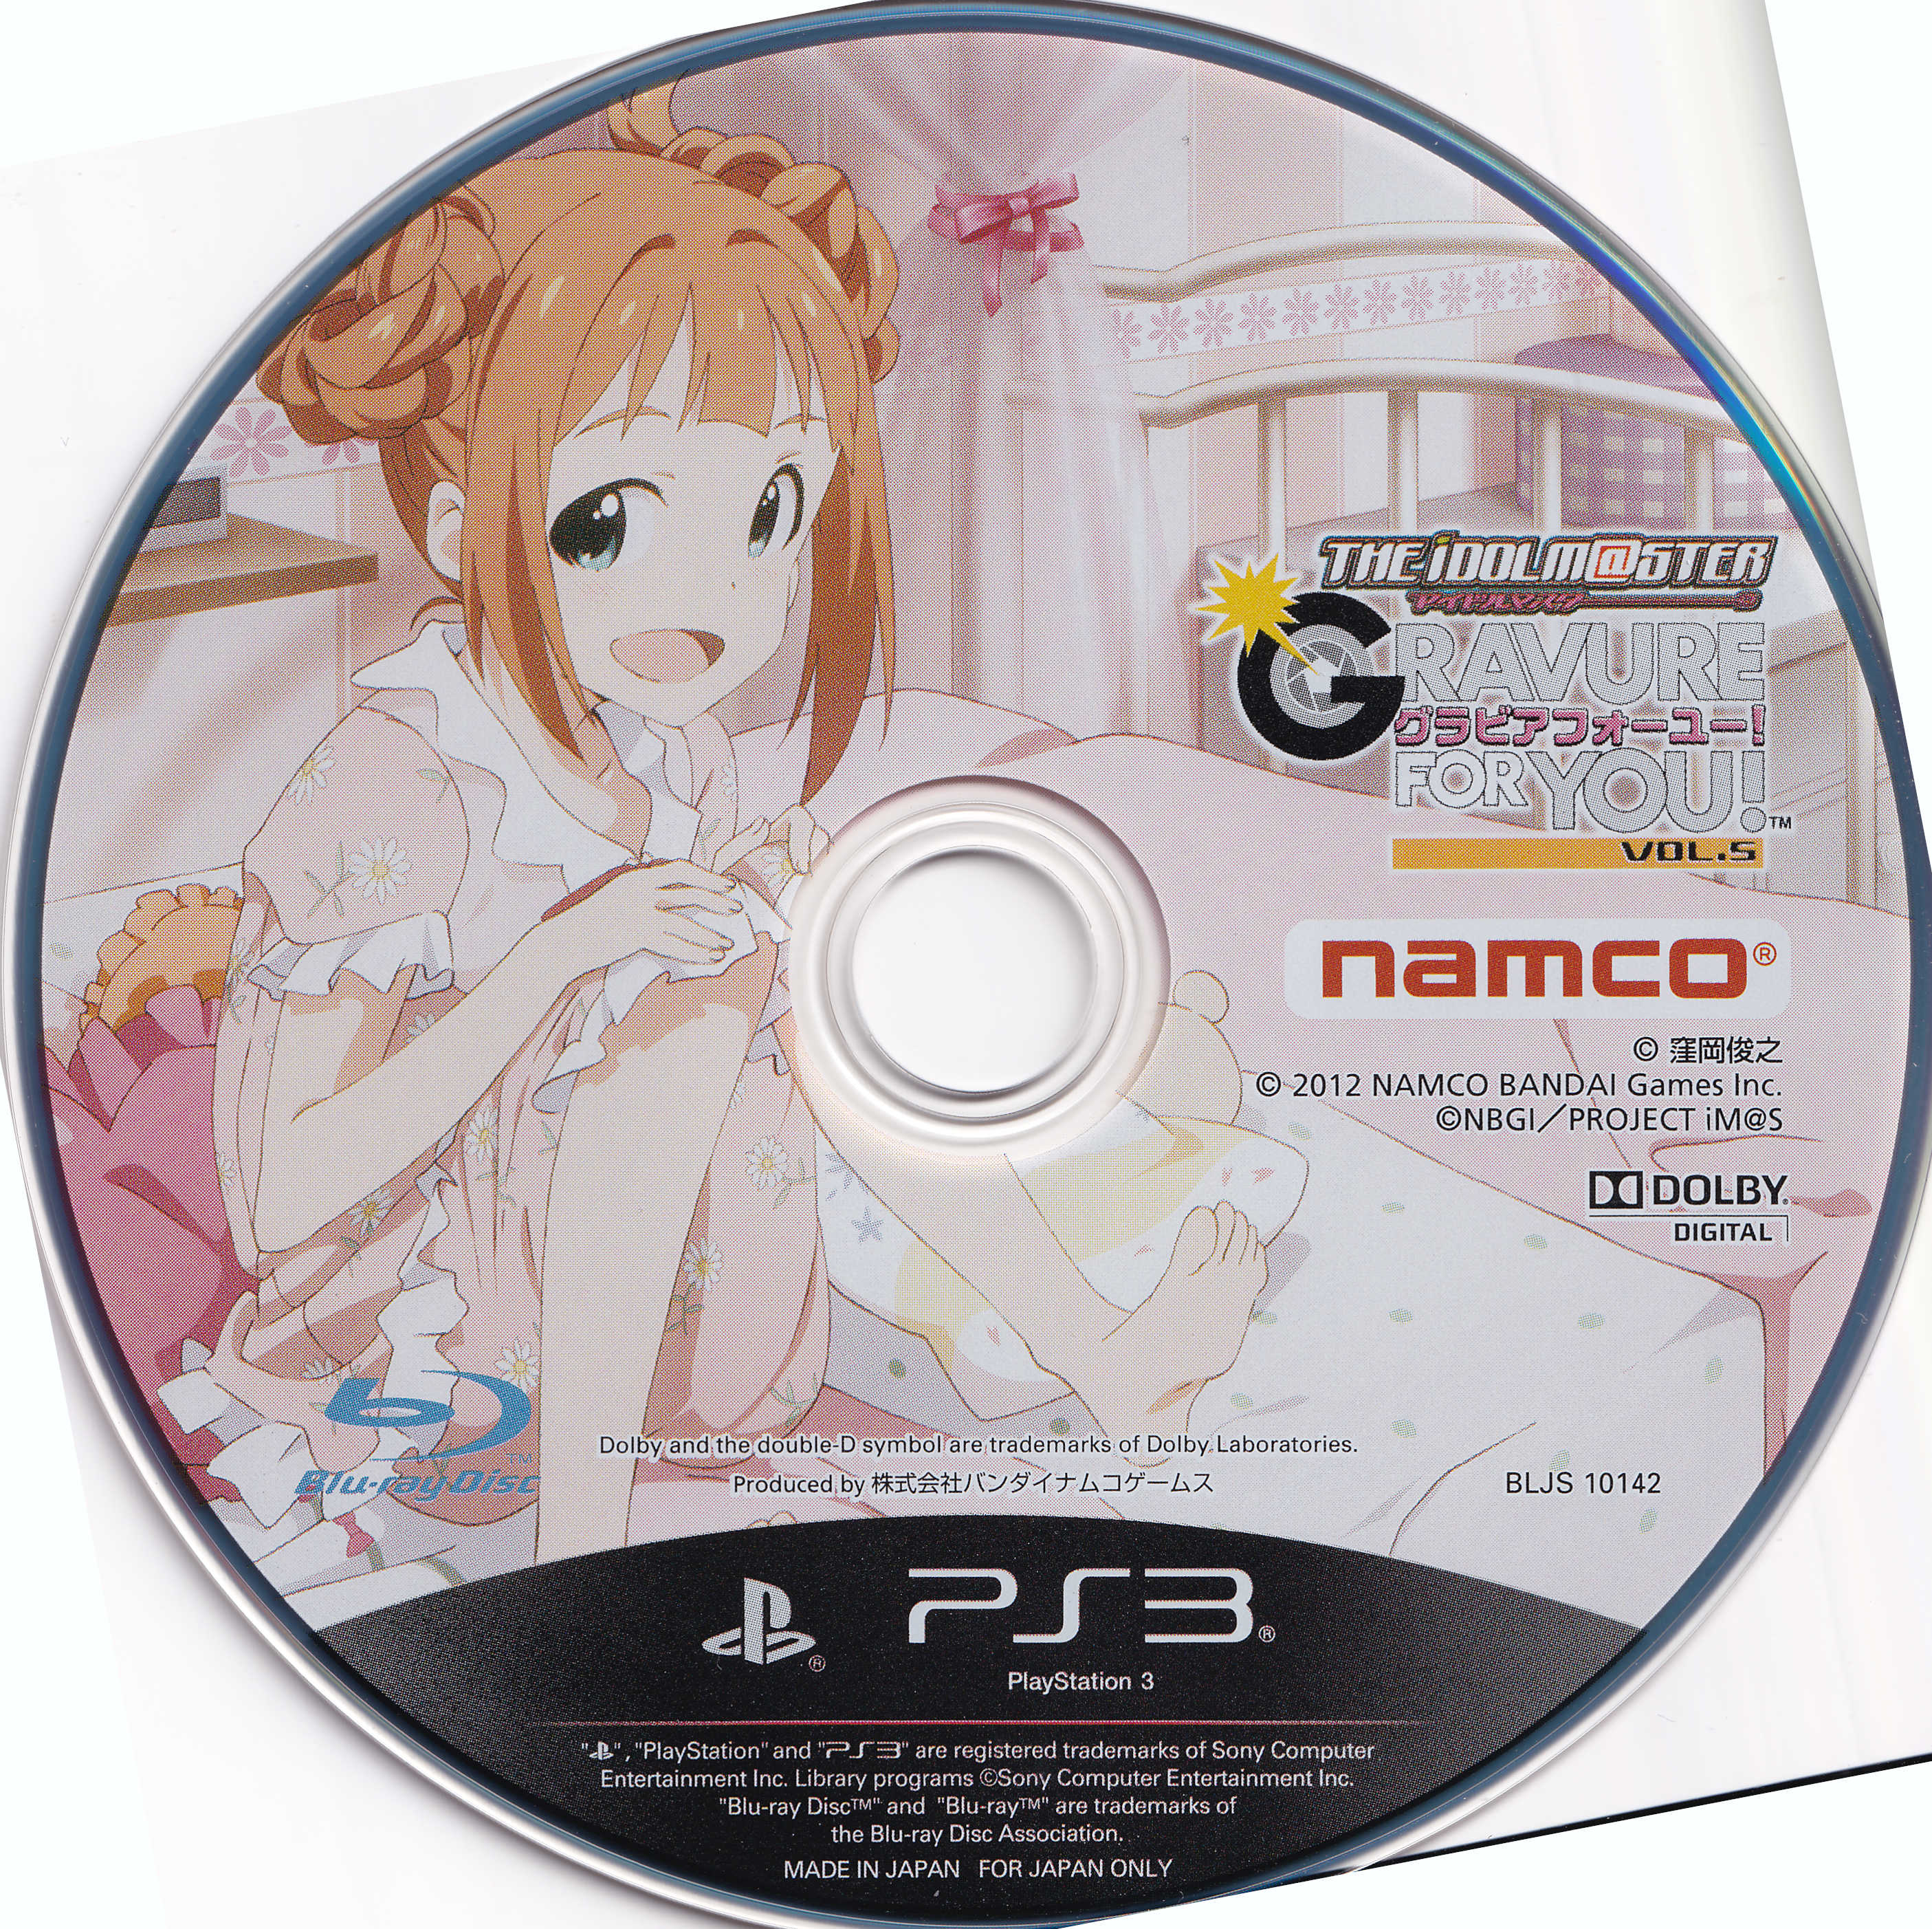 THE iDOLM@STER
アイドルマスター
GRAVURE
グラビアフォーユー!
FOR YOU!™
VOL.5
namco®
© 窪岡俊之
© 2012 NAMCO BANDAI Games Inc.
©NBGI/PROJECT iM@S
DOLBY®
DIGITAL
Blu-ray Disc™
Dolby and the double-D symbol are trademarks of Dolby Laboratories.
Produced by 株式会社バンダイナムコゲームス
BLJS 10142
PS3®
PlayStation 3
" ", "PlayStation" and "PS3" are registered trademarks of Sony Computer
Entertainment Inc. Library programs ©Sony Computer Entertainment Inc.
"Blu-ray Disc™" and "Blu-ray™" are trademarks of
the Blu-ray Disc Association.
MADE IN JAPAN FOR JAPAN ONLY